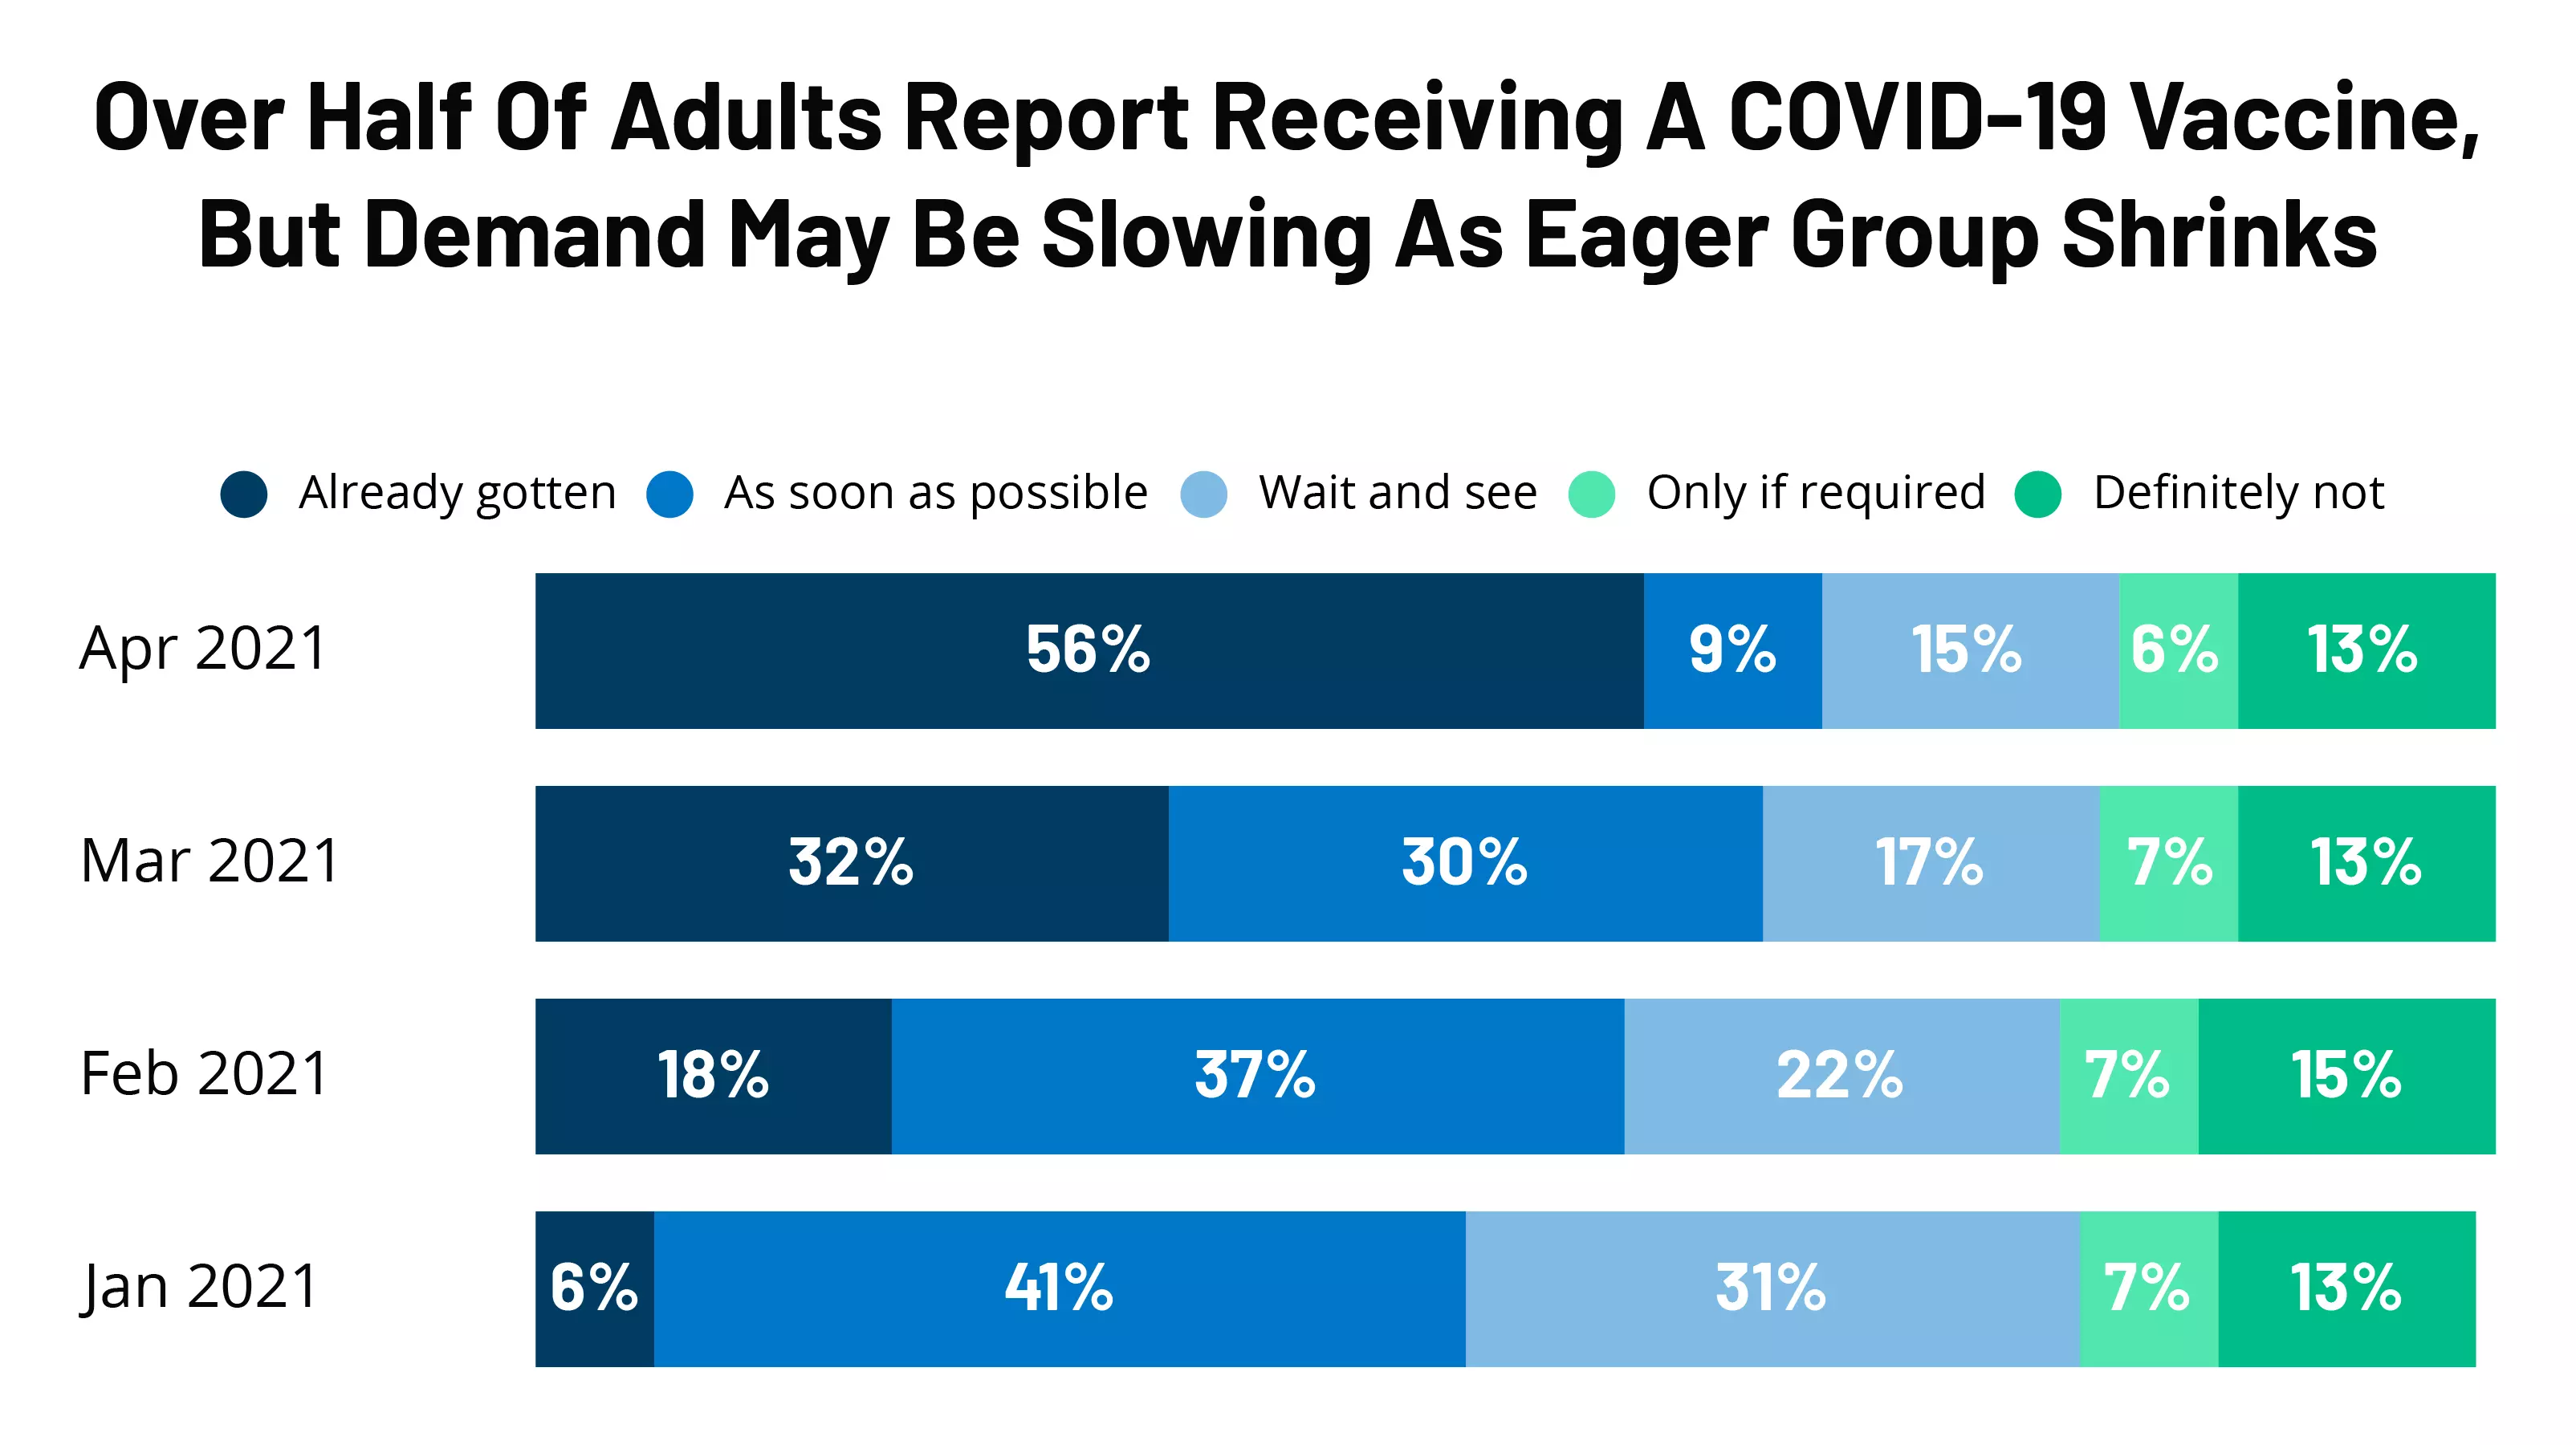 Over Half Of Adults Report Receiving A COVID-19 Vaccine,
But Demand May Be Slowing As Eager Group Shrinks
Already gotten As soon as possible Wait and see Only if required Definitely not
Apr 2021 56% 9% 15% 6% 13%
Mar 2021 32% 30% 17% 7% 13%
Feb 2021 18% 37% 22% 7% 15%
Jan 2021 6% 41% 31% 7% 13%